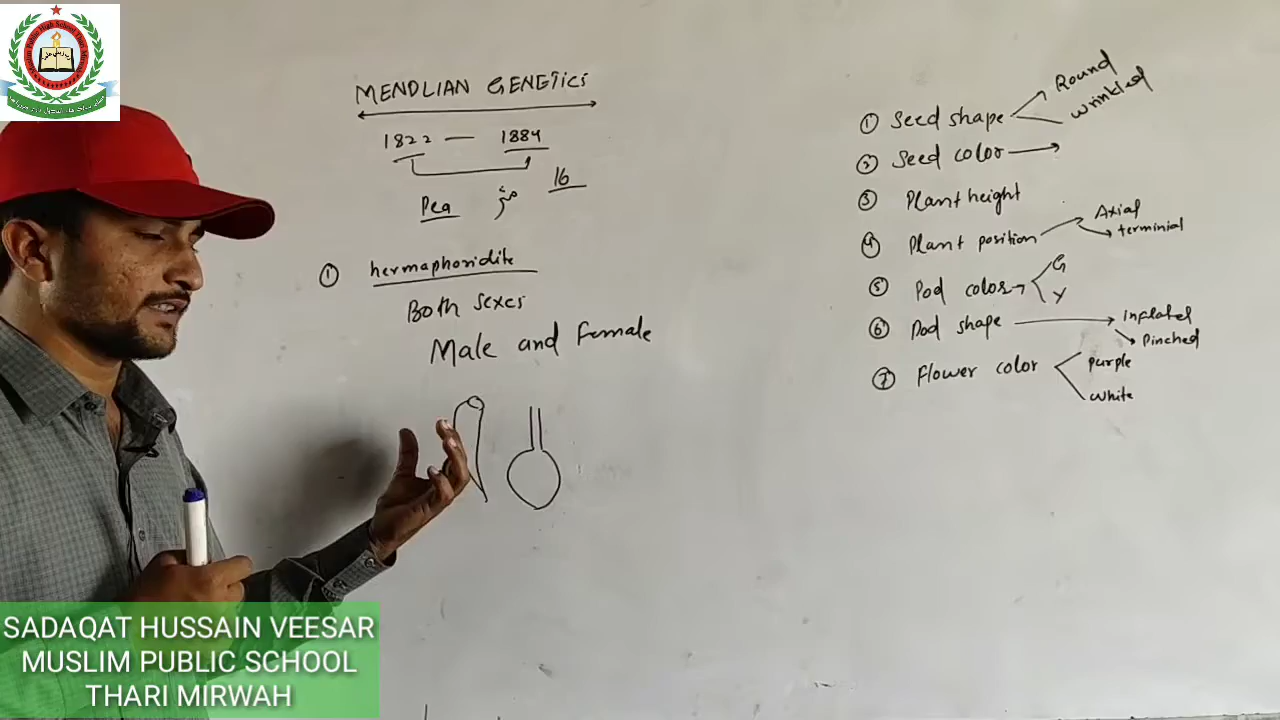 MENDLIAN GENETICS
1822 — 1884
16
Pea
① hermaphoridite
Both sexes
Male and female
① Seed shape Round
wrinkled
② Seed color
③ Plant height
④ Plant position Axial
terminial
⑤ Pod color G
Y
⑥ Pod shape Inflated
Pinched
⑦ Flower color purple
white
SADAQAT HUSSAIN VEESAR
MUSLIM PUBLIC SCHOOL
THARI MIRWAH